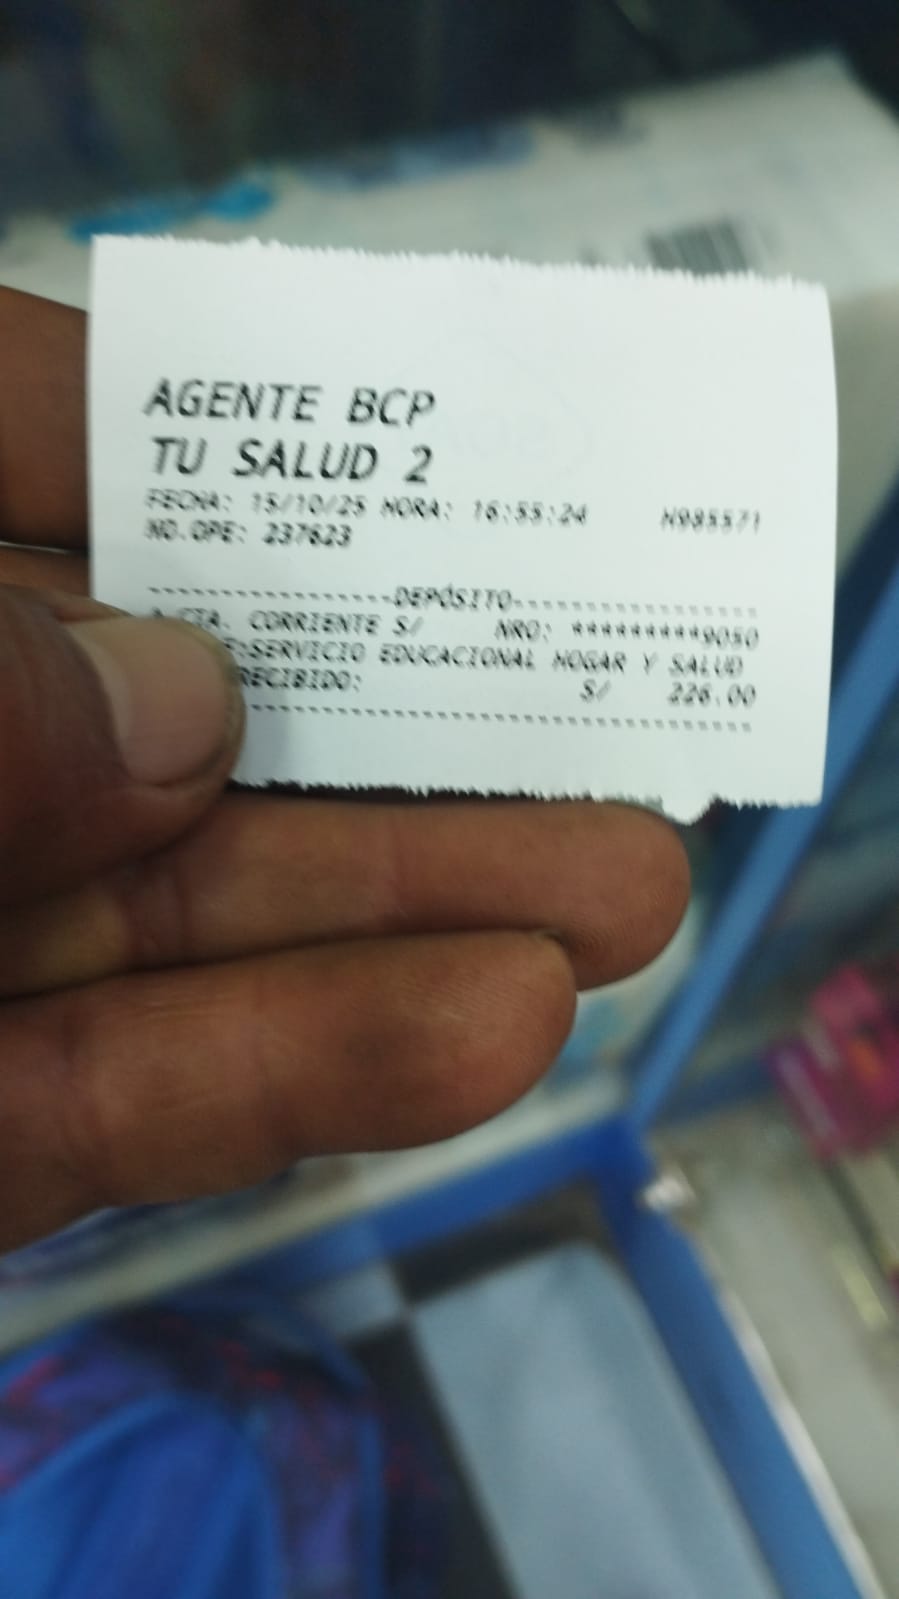 AGENTE BCP
TU SALUD 2
FECHA: 15/10/25 HORA: 16:55:24 H985571
NO.OPE: 237623
------------------DEPÓSITO------------------
CTA. CORRIENTE S/ NRO: *********9050
E:SERVICIO EDUCACIONAL HOGAR Y SALUD
RECIBIDO: S/ 226.00